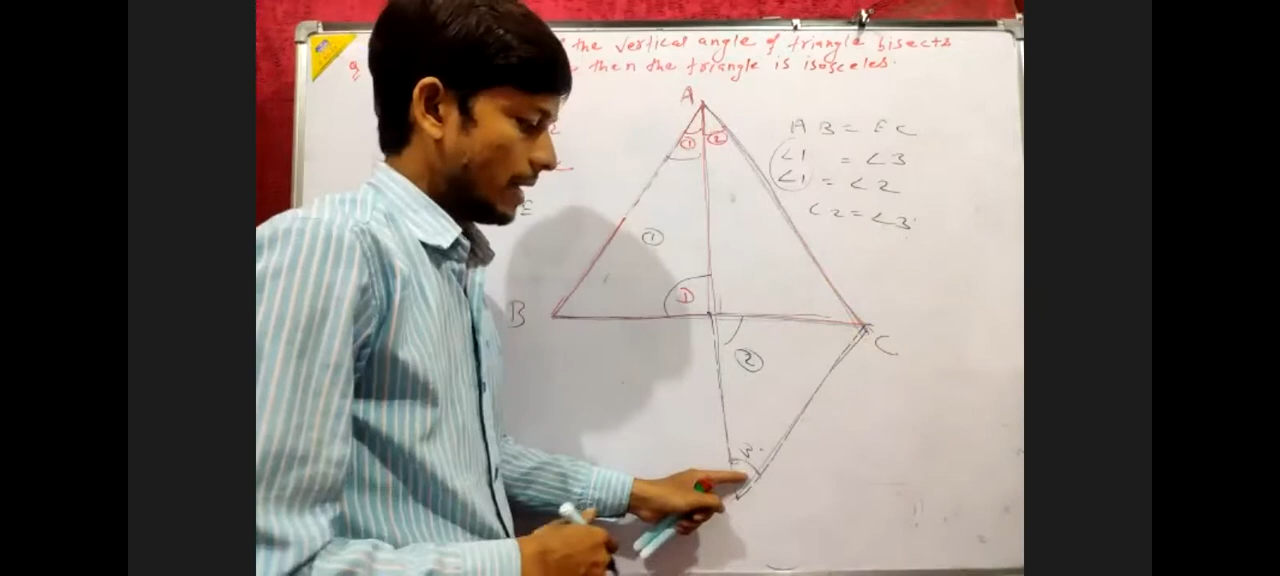 the vertical angle of triangle bisects
then the triangle is isosceles.
A
AB = EC
① ②
∠1 = ∠3
∠1 = ∠2
∠2 = ∠3
E
①
D
B
C
②
3